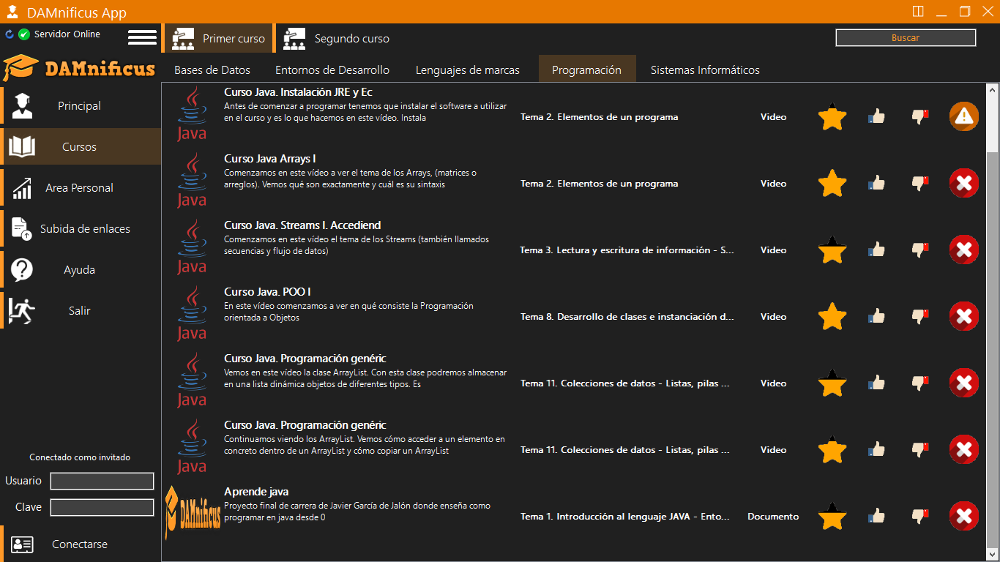 DAMnificus App
Servidor Online
Primer curso
Segundo curso
Buscar
DAMnificus
Bases de Datos
Entornos de Desarrollo
Lenguajes de marcas
Programación
Sistemas Informáticos
Principal
Cursos
Area Personal
Subida de enlaces
Ayuda
Salir
Conectado como invitado
Usuario
Clave
Conectarse
Java
Curso Java. Instalación JRE y Ec
Antes de comenzar a programar tenemos que instalar el software a utilizar
en el curso y es lo que hacemos en este vídeo. Instala
Tema 2. Elementos de un programa
Video
Java
Curso Java Arrays I
Comenzamos en este vídeo a ver el tema de los Arrays, (matrices o
arreglos). Vemos qué son exactamente y cuál es su sintaxis
Tema 2. Elementos de un programa
Video
Java
Curso Java. Streams I. Accediend
Comenzamos en este vídeo el tema de los Streams (también llamados
secuencias y flujo de datos)
Tema 3. Lectura y escritura de información - S...
Video
Java
Curso Java. POO I
En este vídeo comenzamos a ver en qué consiste la Programación
orientada a Objetos
Tema 8. Desarrollo de clases e instanciación d...
Video
Java
Curso Java. Programación genéric
Vemos en este vídeo la clase ArrayList. Con esta clase podremos almacenar
en una lista dinámica objetos de diferentes tipos. Es
Tema 11. Colecciones de datos - Listas, pilas ...
Video
Java
Curso Java. Programación genéric
Continuamos viendo los ArrayList. Vemos cómo acceder a un elemento en
concreto dentro de un ArrayList y cómo copiar un ArrayList
Tema 11. Colecciones de datos - Listas, pilas ...
Video
DAMnificus
Aprende java
Proyecto final de carrera de Javier García de Jalón donde enseña como
programar en java desde 0
Tema 1. Introducción al lenguaje JAVA - Ento...
Documento